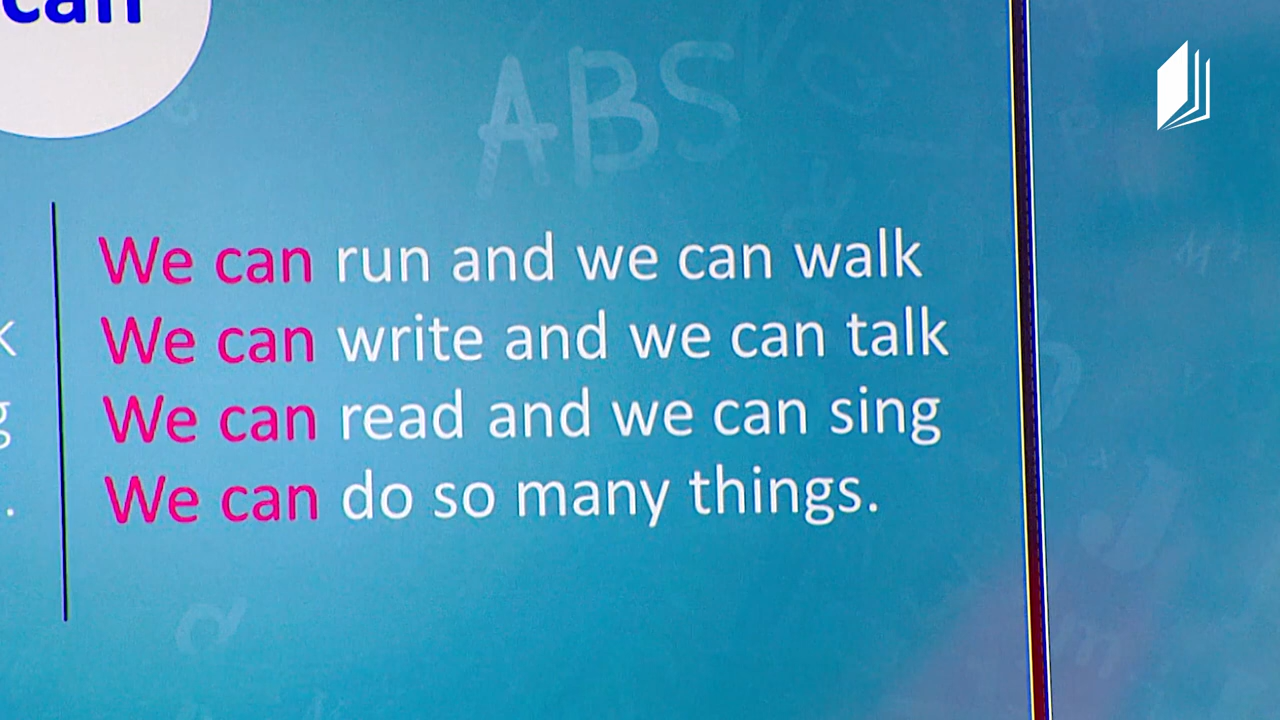 can
ABS
We can run and we can walk
We can write and we can talk
We can read and we can sing
We can do so many things.